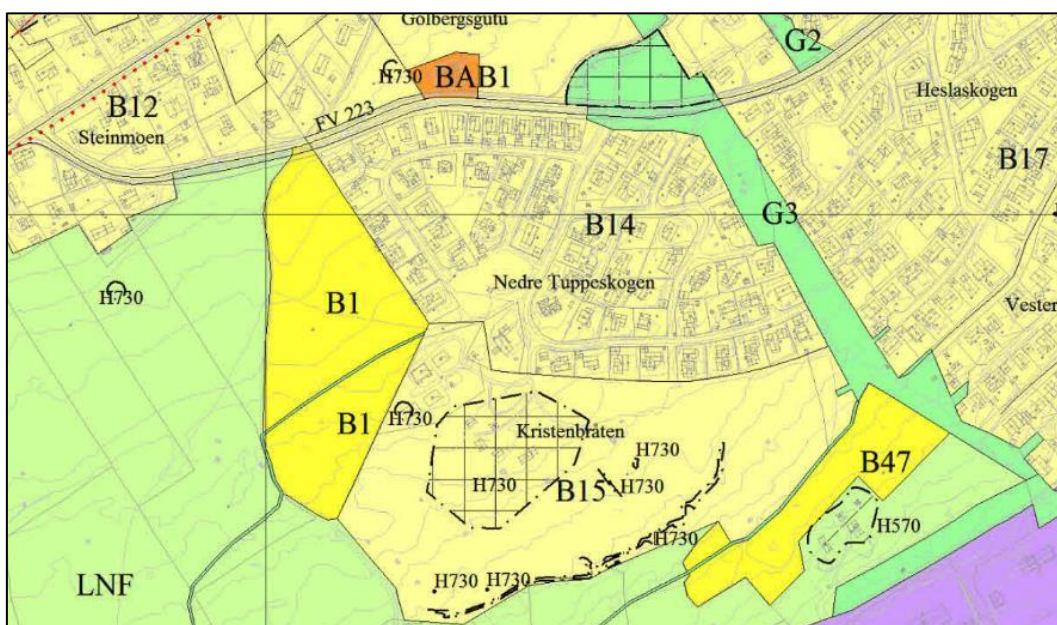 Golbergsgutu
G2
H730
BAB1
Heslaskogen
B12
FV 223
Steinmoen
B17
G3
B14
Nedre Tuppeskogen
H730
B1
Vester
B1
H730
Kristenbråten
H730
B47
H730
B15
H730
H570
H730
LNF
H730
H730